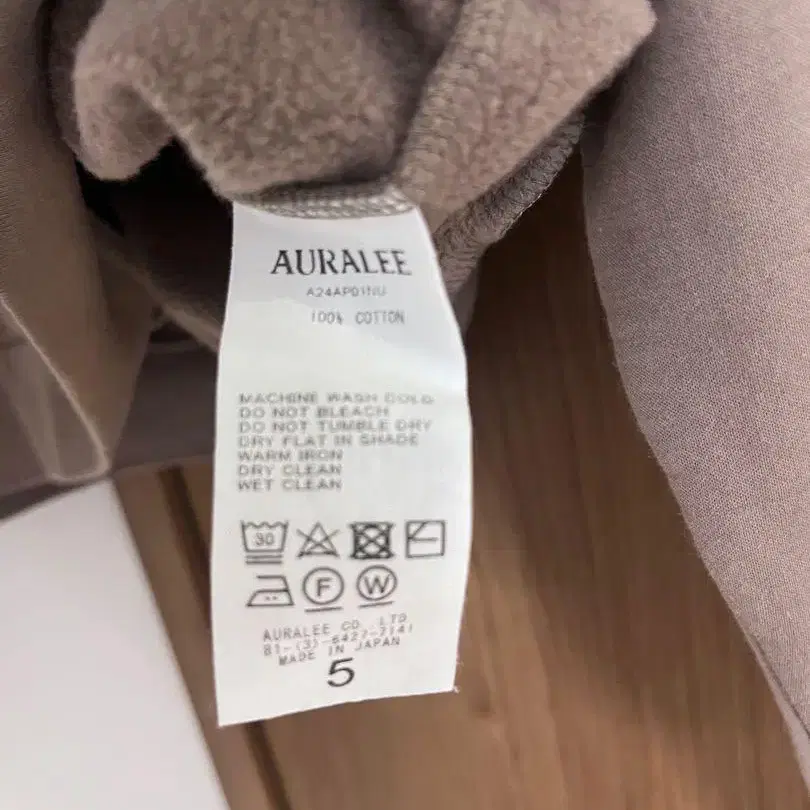 AURALEE
A24AP01NU
100% COTTON
MACHINE WASH COLD
DO NOT BLEACH
DO NOT TUMBLE DRY
DRY FLAT IN SHADE
WARM IRON
DRY CLEAN
WET CLEAN
30
F W
AURALEE CO., LTD
81-(3)-6427-7141
MADE IN JAPAN
5